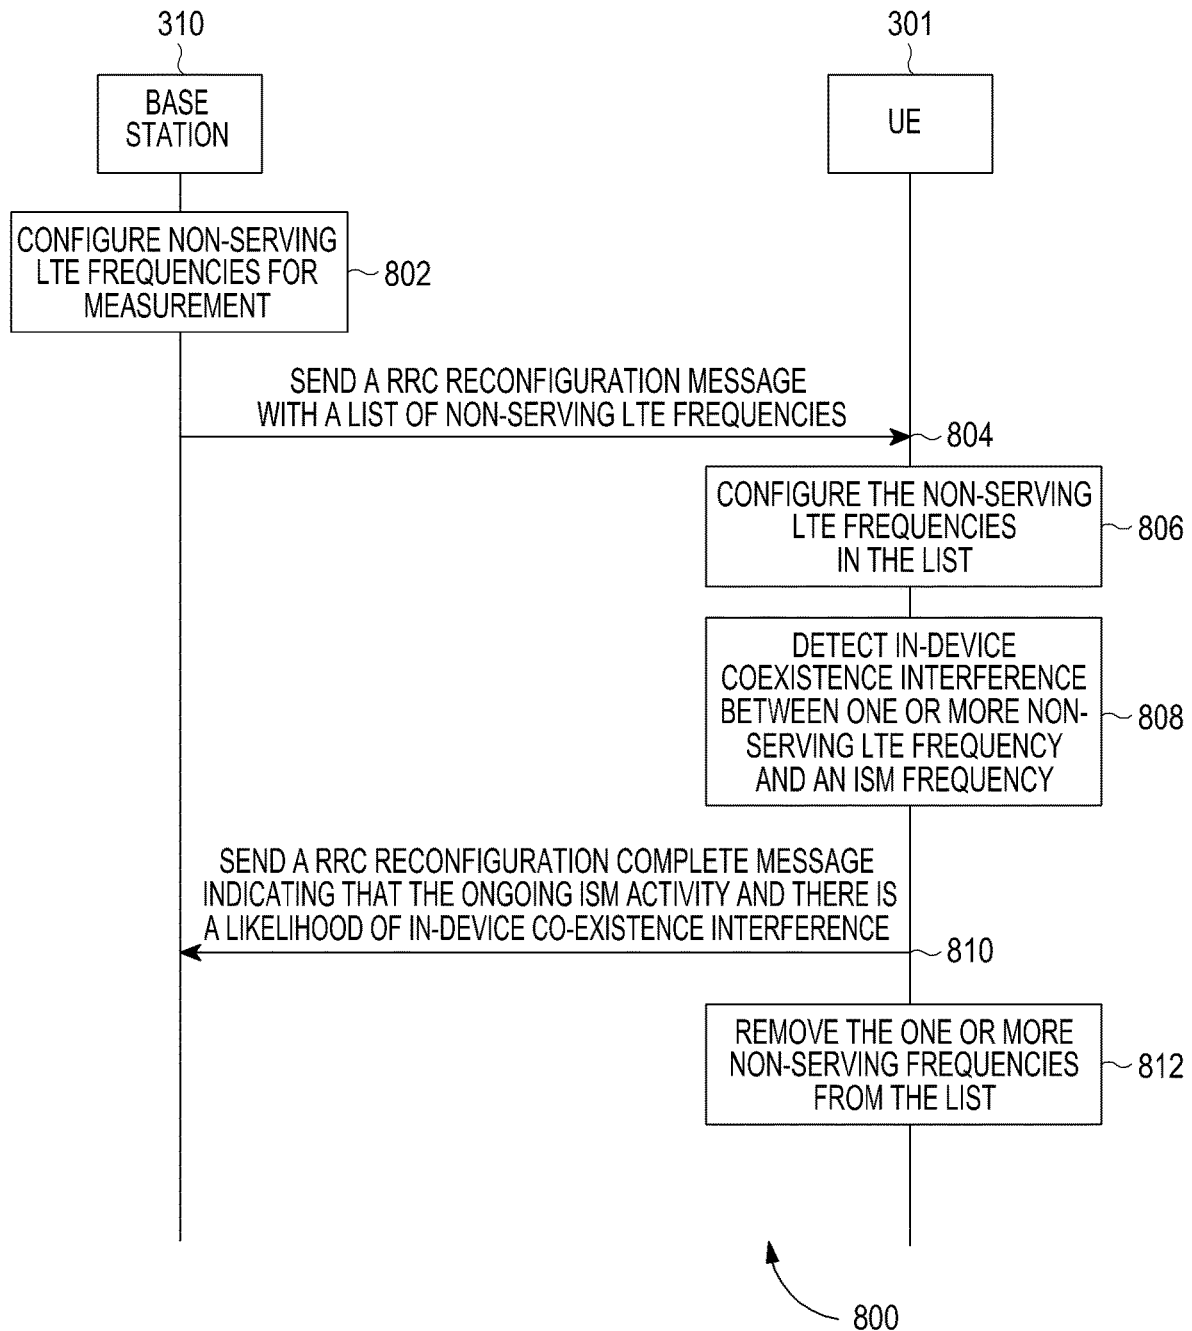 310
301
BASE
STATION
UE
CONFIGURE NON-SERVING
LTE FREQUENCIES FOR
MEASUREMENT
802
SEND A RRC RECONFIGURATION MESSAGE
WITH A LIST OF NON-SERVING LTE FREQUENCIES
804
CONFIGURE THE NON-SERVING
LTE FREQUENCIES
IN THE LIST
806
DETECT IN-DEVICE
COEXISTENCE INTERFERENCE
BETWEEN ONE OR MORE NON-
SERVING LTE FREQUENCY
AND AN ISM FREQUENCY
808
SEND A RRC RECONFIGURATION COMPLETE MESSAGE
INDICATING THAT THE ONGOING ISM ACTIVITY AND THERE IS
A LIKELIHOOD OF IN-DEVICE CO-EXISTENCE INTERFERENCE
810
REMOVE THE ONE OR MORE
NON-SERVING FREQUENCIES
FROM THE LIST
812
800